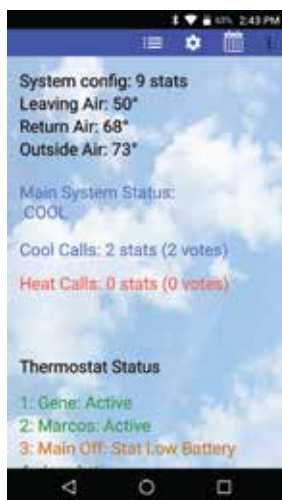 2:43 PM
System config: 9 stats
Leaving Air: 50°
Return Air: 68°
Outside Air: 73°
Main System Status:
COOL
Cool Calls: 2 stats (2 votes)
Heat Calls: 0 stats (0 votes)
Thermostat Status
1: Gene: Active
2: Marcos: Active
3: Main Off: Stat Low Battery